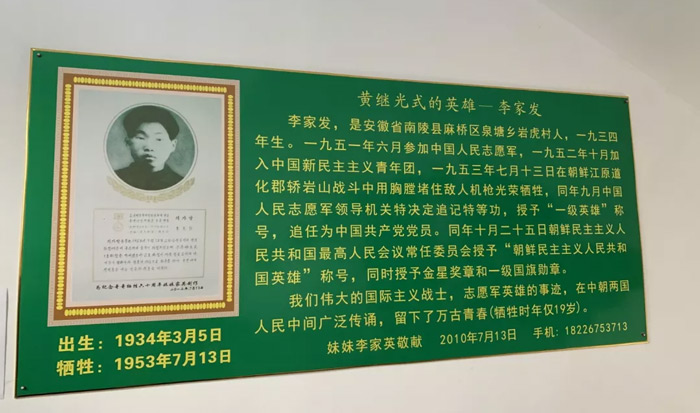 黄继光式的英雄—李家发
李家发，是安徽省南陵县麻桥区泉塘乡岩虎村人，一九三四
年生。一九五一年六月参加中国人民志愿军，一九五二年十月加
入中国新民主主义青年团，一九五三年七月十三日在朝鲜江原道
化郡轿岩山战斗中用胸膛堵住敌人机枪光荣牺牲，同年九月中国
人民志愿军领导机关特决定追记特等功，授予“一级英雄”称
号，追任为中国共产党党员。同年十月二十五日朝鲜民主主义人
民共和国最高人民会议常任委员会授予“朝鲜民主主义人民共和
国英雄”称号，同时授予金星奖章和一级国旗勋章。
我们伟大的国际主义战士，志愿军英雄的事迹，在中朝两国
人民中间广泛传诵，留下了万古青春(牺牲时年仅19岁)。
妹妹李家英敬献 2010年7月13日 手机：18226753713
出生：1934年3月5日
牺牲：1953年7月13日